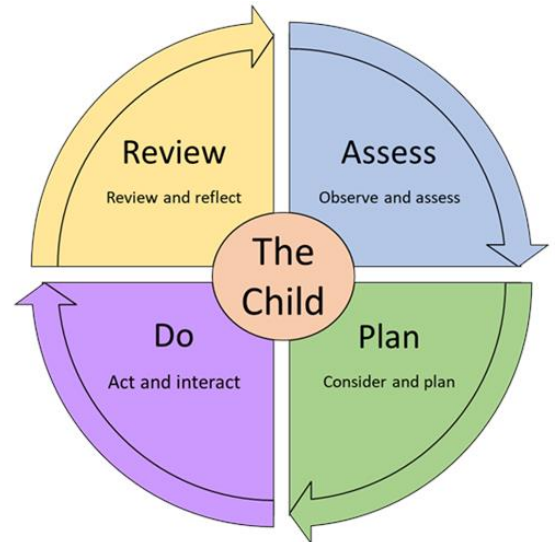 Review
Review and reflect
Assess
Observe and assess
The
Child
Do
Act and interact
Plan
Consider and plan